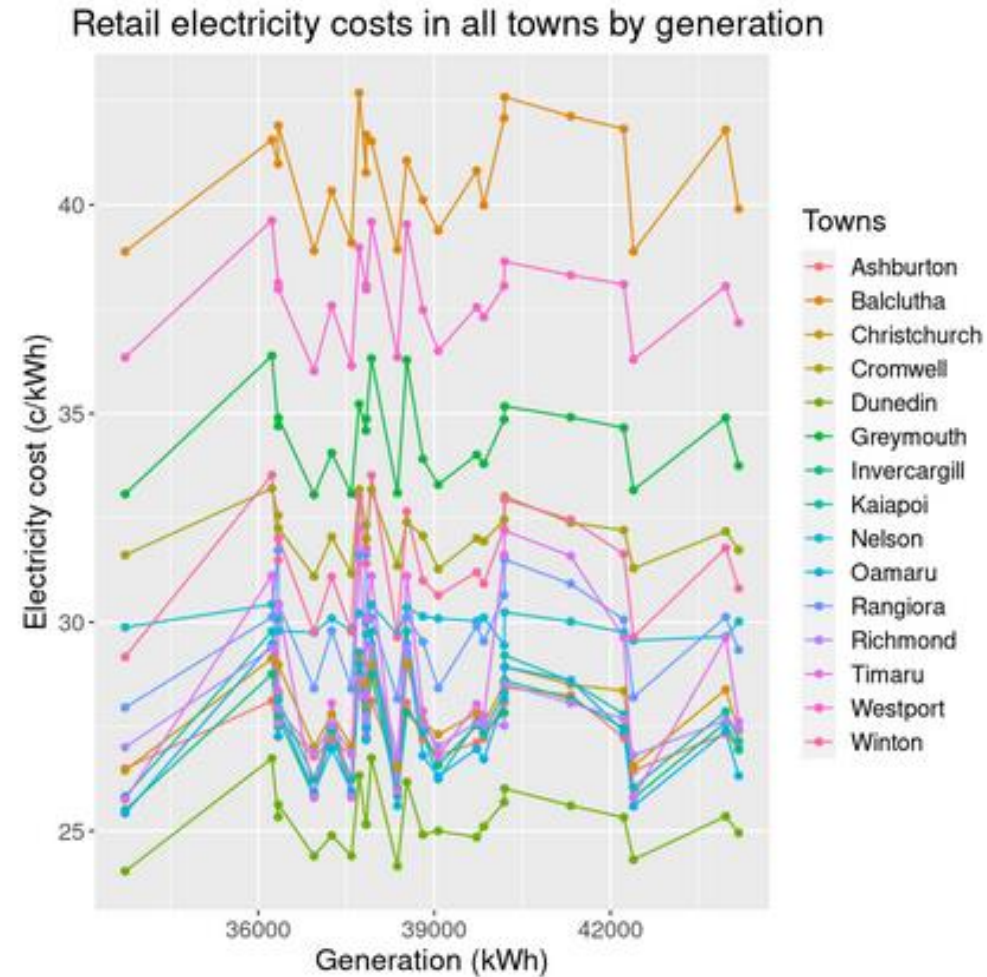 Retail electricity costs in all towns by generation
Electricity cost (c/kWh)
40
35
30
25
36000
39000
42000
Generation (kWh)
Towns
Ashburton
Balclutha
Christchurch
Cromwell
Dunedin
Greymouth
Invercargill
Kaiapoi
Nelson
Oamaru
Rangiora
Richmond
Timaru
Westport
Winton